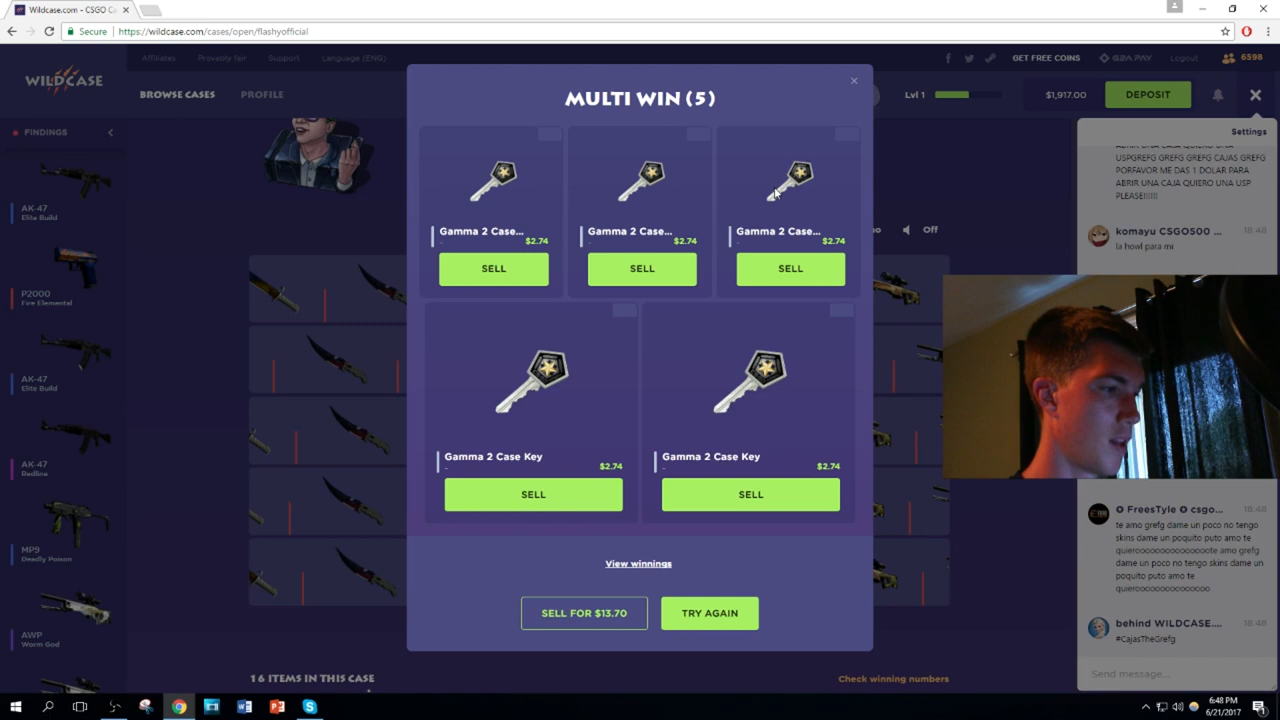 Wildcase.com - CSGO Ca
Secure
https://wildcase.com/cases/open/flashyofficial
Affiliates
Provably fair
Support
Language (ENG)
GET FREE COINS
G2A PAY
Logout
6598
WILDCASE
BROWSE CASES
PROFILE
Lvl 1
$1,917.00
DEPOSIT
FINDINGS
Settings
AK-47
Elite Build
P2000
Fire Elemental
AK-47
Elite Build
AK-47
Redline
MP9
Deadly Poison
AWP
Worm God
MULTI WIN (5)
Gamma 2 Case...
$2.74
SELL
Gamma 2 Case...
$2.74
SELL
Gamma 2 Case...
$2.74
SELL
Gamma 2 Case Key
$2.74
SELL
Gamma 2 Case Key
$2.74
SELL
View winnings
SELL FOR $13.70
TRY AGAIN
Off
16 ITEMS IN THIS CASE
Check winning numbers
ABRIR UNA CAJA QUIERO UNA
USPGREFG GREFG CAJAS GREFG
PORFAVOR ME DAS 1 DOLAR PARA
ABRIR UNA CAJA QUIERO UNA USP
PLEASE!!!!!
komayu CSGO500 ...
18:48
la howl para mi
FreesTyle csgo...
18:48
te amo grefg dame un poco no tengo
skins dame un poquito puto amo te
quieroooooooooooooote amo grefg
dame un poco no tengo skins dame un
poquito puto amo te
quierooooooooooooooo
behind WILDCASE....
18:48
#CajasTheGrefg
Send message...
6:48 PM
6/21/2017